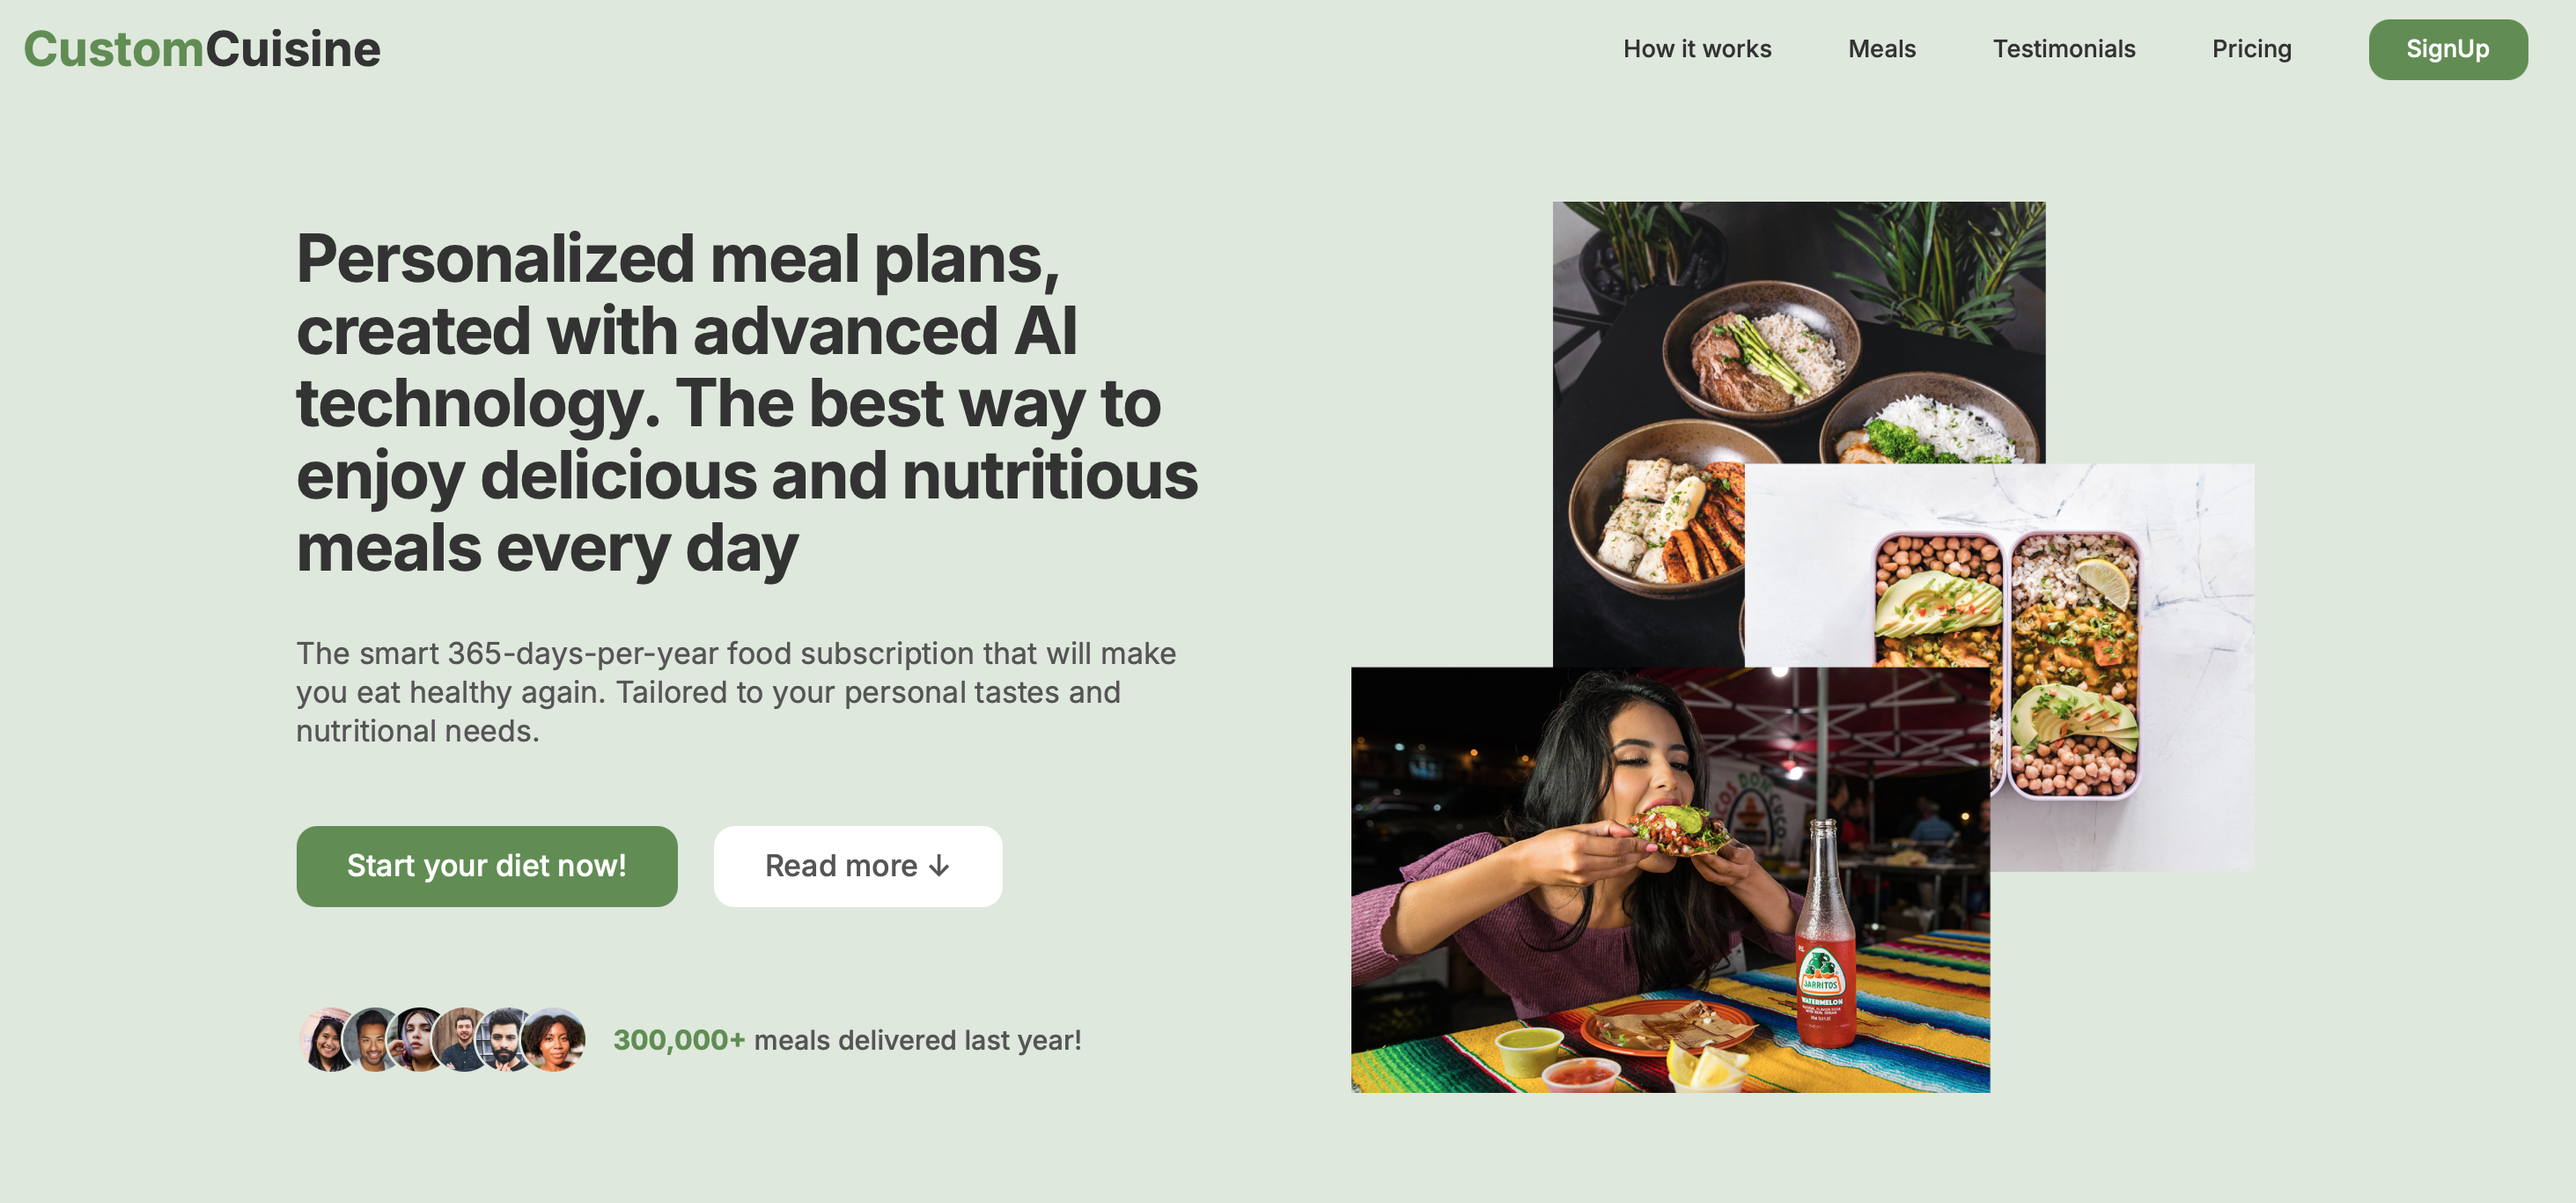 CustomCuisine
How it works
Meals
Testimonials
Pricing
SignUp
Personalized meal plans,
created with advanced AI
technology. The best way to
enjoy delicious and nutritious
meals every day
The smart 365-days-per-year food subscription that will make
you eat healthy again. Tailored to your personal tastes and
nutritional needs.
Start your diet now!
Read more ↓
300,000+ meals delivered last year!
DON
CUCO
JARRITOS
WATERMELON